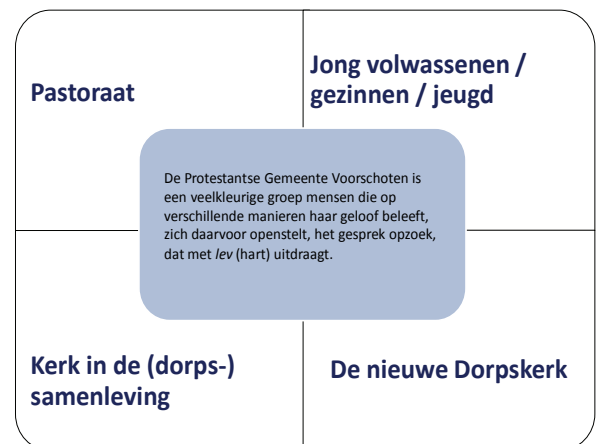 Pastoraat
Jong volwassenen /
gezinnen / jeugd
De Protestantse Gemeente Voorschoten is
een veelkleurige groep mensen die op
verschillende manieren haar geloof beleeft,
zich daarvoor openstelt, het gesprek opzoek,
dat met lev (hart) uitdraagt.
Kerk in de (dorps-)
samenleving
De nieuwe Dorpskerk